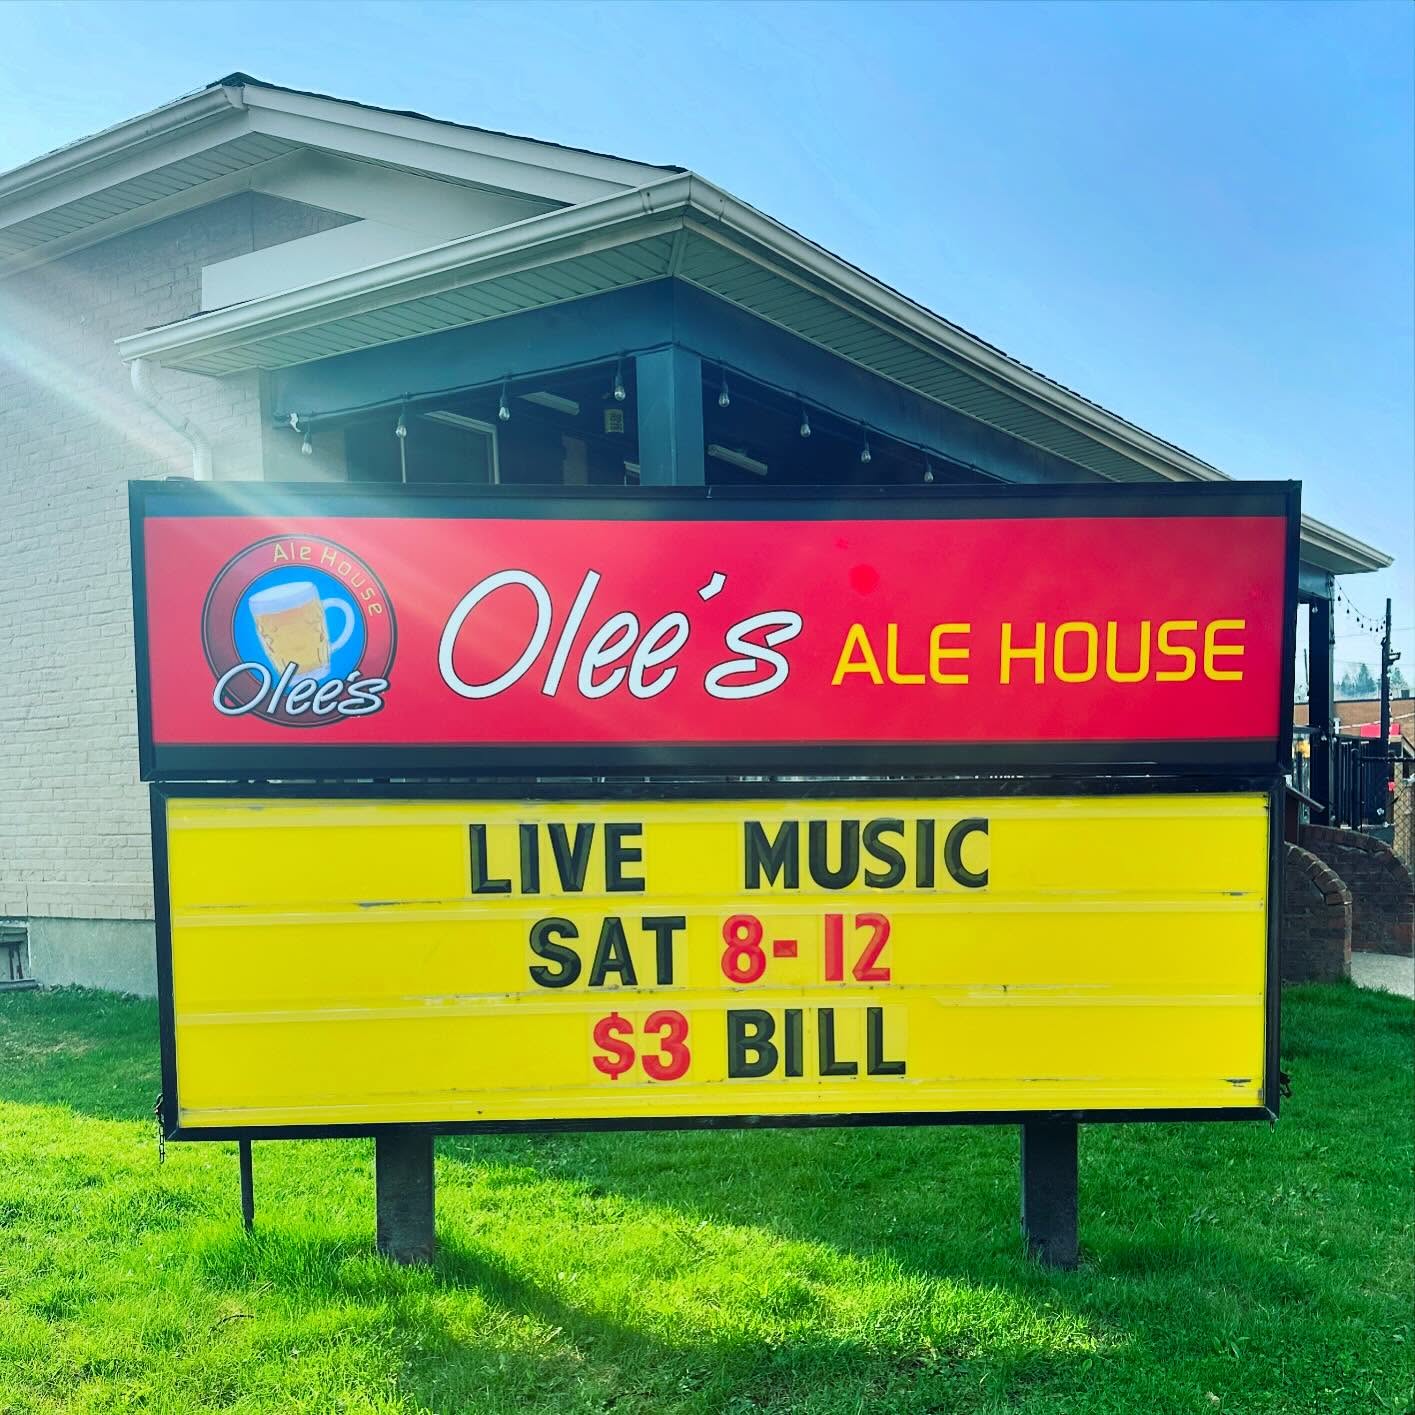 Ale House
Olee's
Olee's ALE HOUSE
LIVE MUSIC
SAT 8-12
$3 BILL